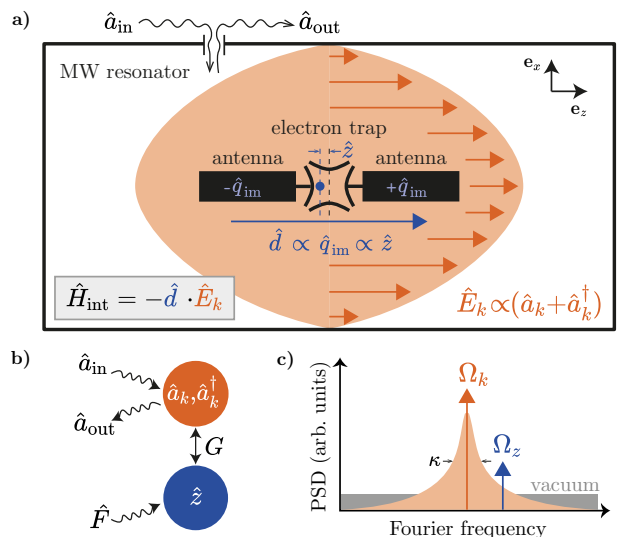 a)
â_in
â_out
MW resonator
e_x
e_z
electron trap
ẑ
antenna
antenna
-q̂_im
+q̂_im
d̂ ∝ q̂_im ∝ ẑ
Ĥ_int = −d̂ ·Ê_k
Ê_k∝(â_k+â_k^†)
b)
â_in
â_k,â_k^†
â_out
G
ẑ
F̂
c)
PSD (arb. units)
Ω_k
Ω_z
κ
vacuum
Fourier frequency